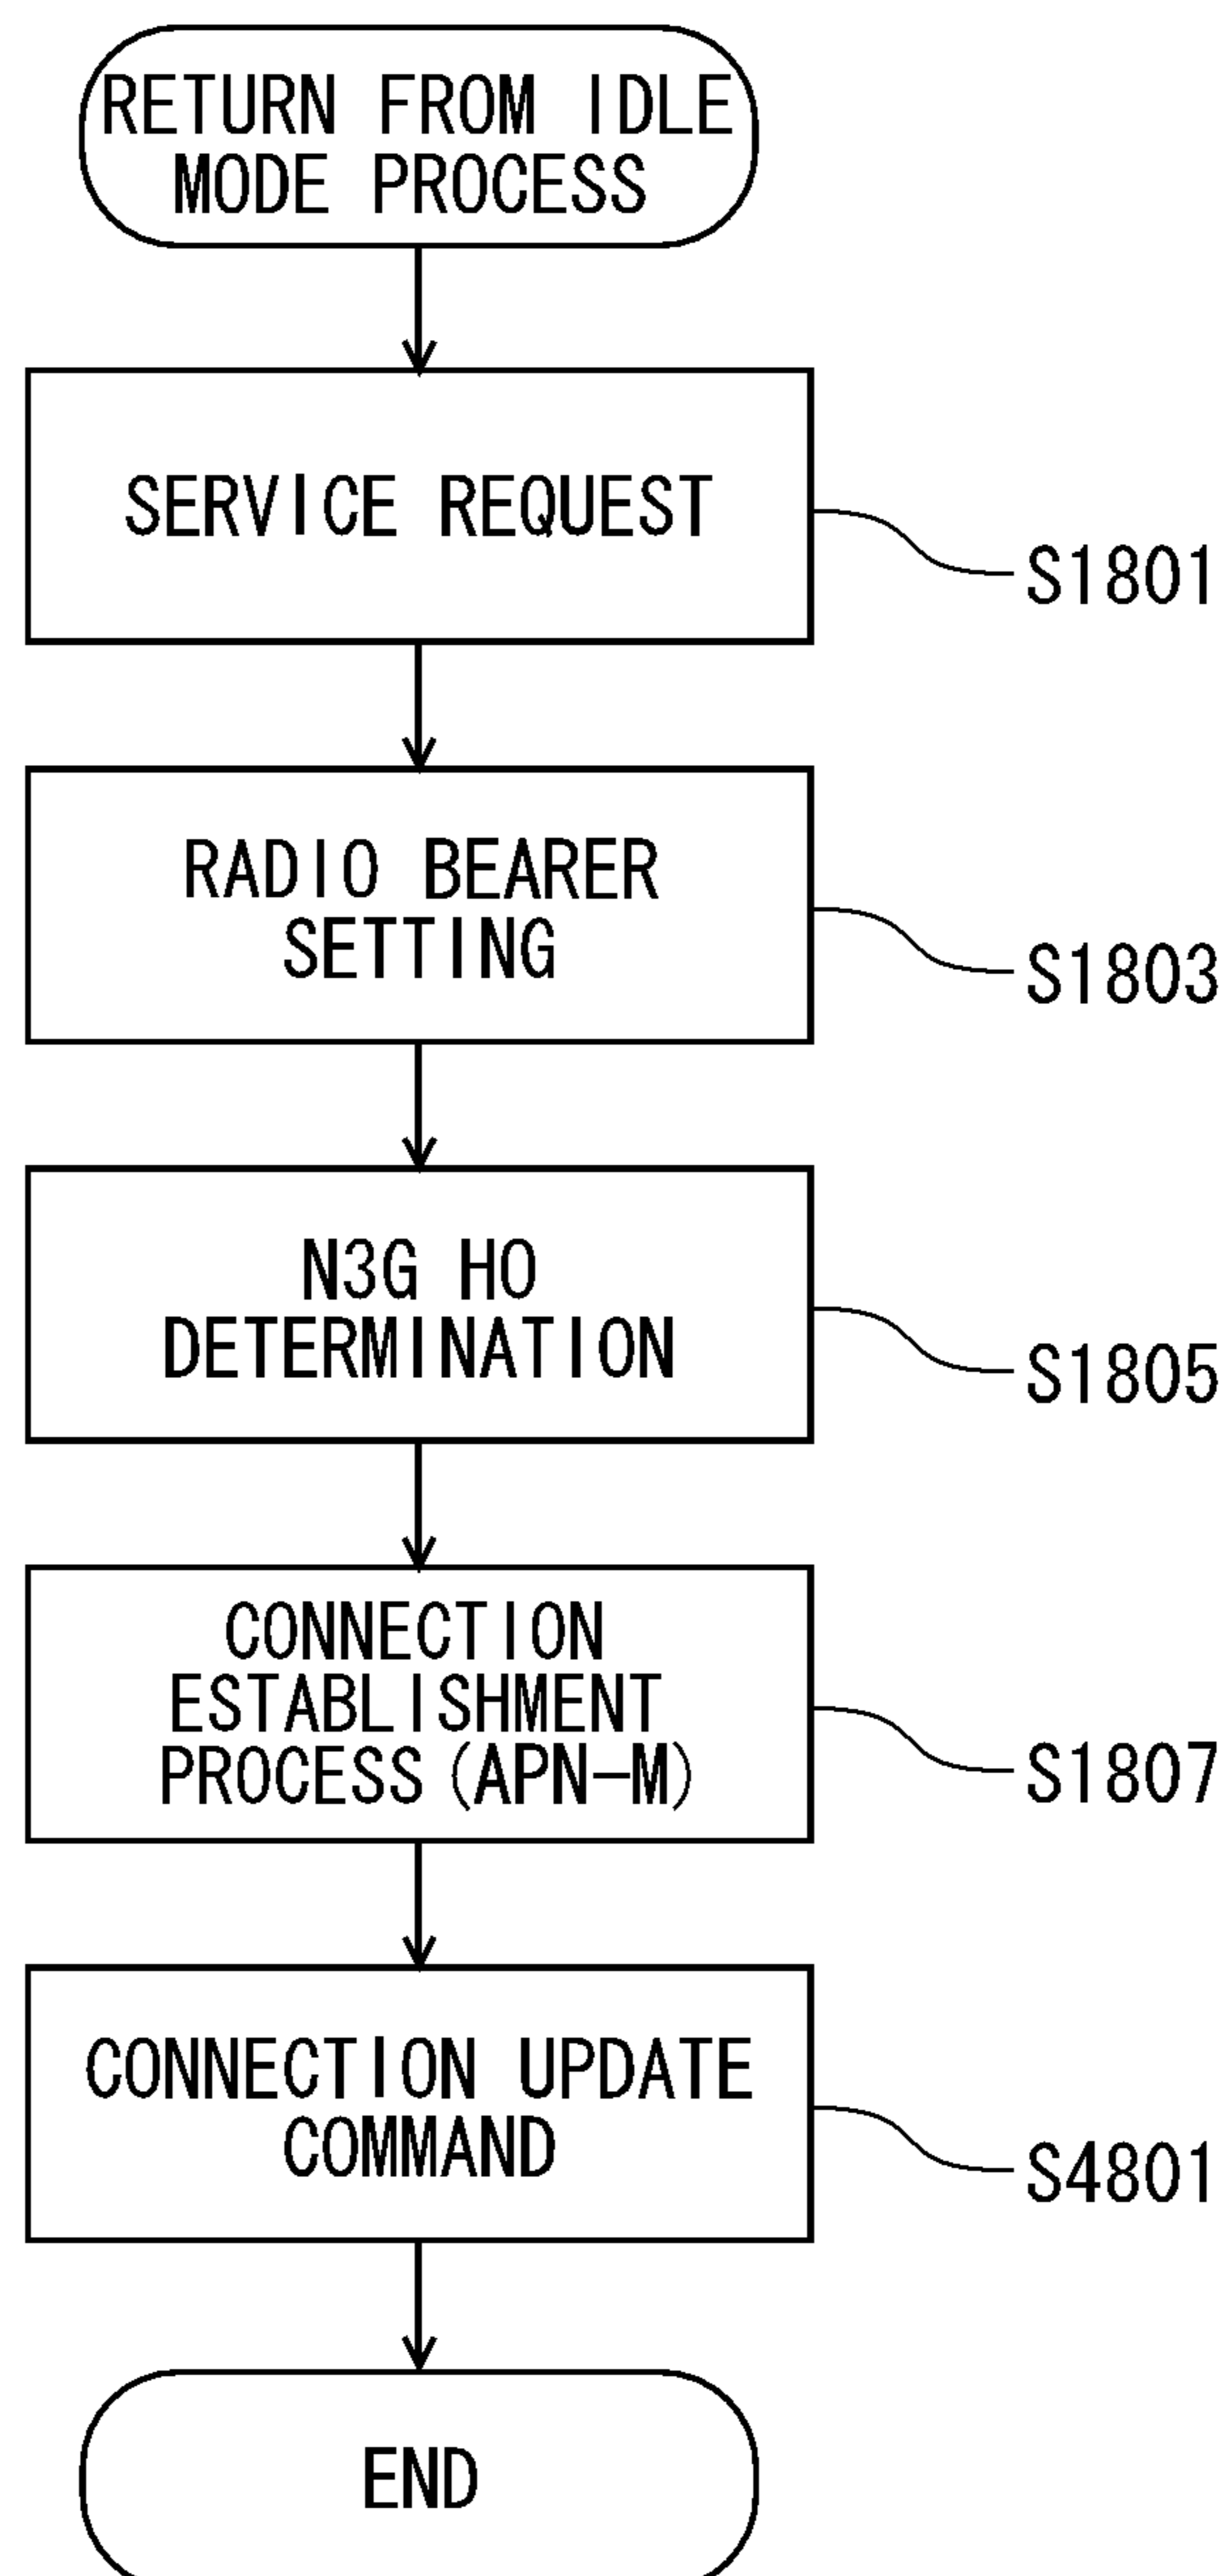 RETURN FROM IDLE
MODE PROCESS
SERVICE REQUEST
S1801
RADIO BEARER
SETTING
S1803
N3G HO
DETERMINATION
S1805
CONNECTION
ESTABLISHMENT
PROCESS (APN-M)
S1807
CONNECTION UPDATE
COMMAND
S4801
END